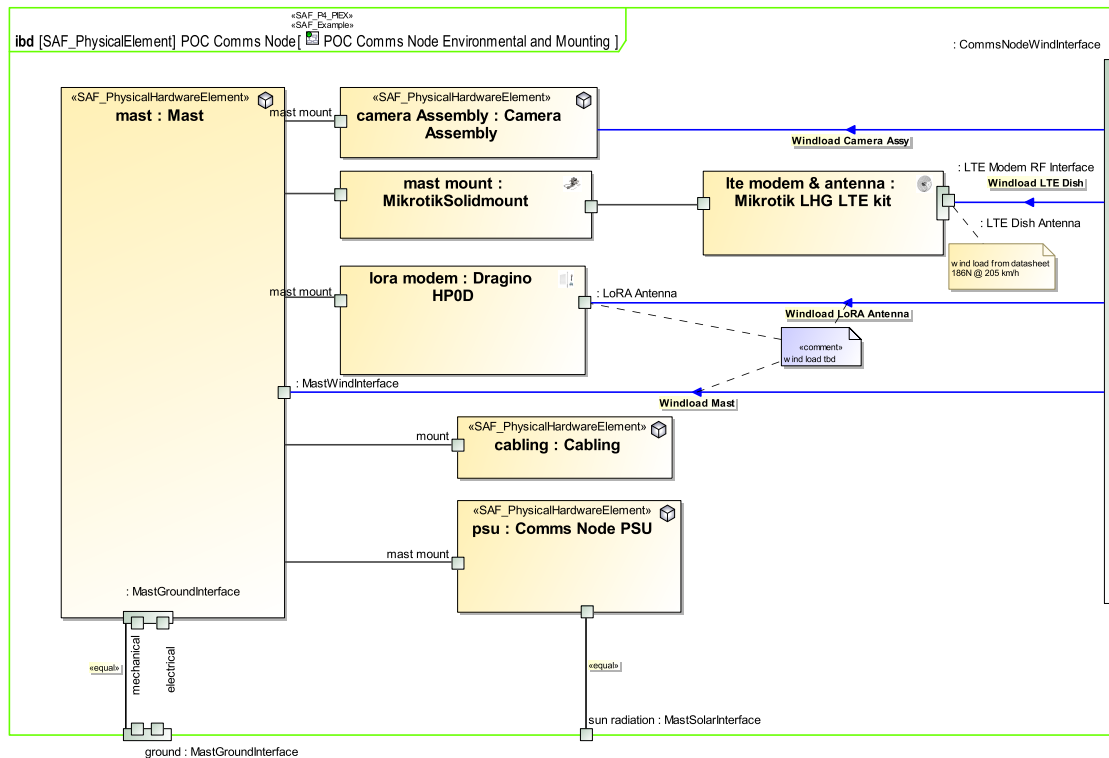 «SAF_P4_PIEX»
«SAF_Example»
ibd [SAF_PhysicalElement] POC Comms Node[ POC Comms Node Environmental and Mounting ]
: CommsNodeWindInterface
«SAF_PhysicalHardwareElement»
mast : Mast
mast mount
«SAF_PhysicalHardwareElement»
camera Assembly : Camera
Assembly
Windload Camera Assy
mast mount :
MikrotikSolidmount
lte modem & antenna :
Mikrotik LHG LTE kit
: LTE Modem RF Interface
Windload LTE Dish
: LTE Dish Antenna
wind load from datasheet
186N @ 205 km/h
mast mount
lora modem : Dragino
HP0D
: LoRA Antenna
Windload LoRA Antenna
«comment»
wind load tbd
: MastWindInterface
Windload Mast
mount
«SAF_PhysicalHardwareElement»
cabling : Cabling
mast mount
«SAF_PhysicalHardwareElement»
psu : Comms Node PSU
: MastGroundInterface
mechanical
electrical
«equal»
«equal»
sun radiation : MastSolarInterface
ground : MastGroundInterface